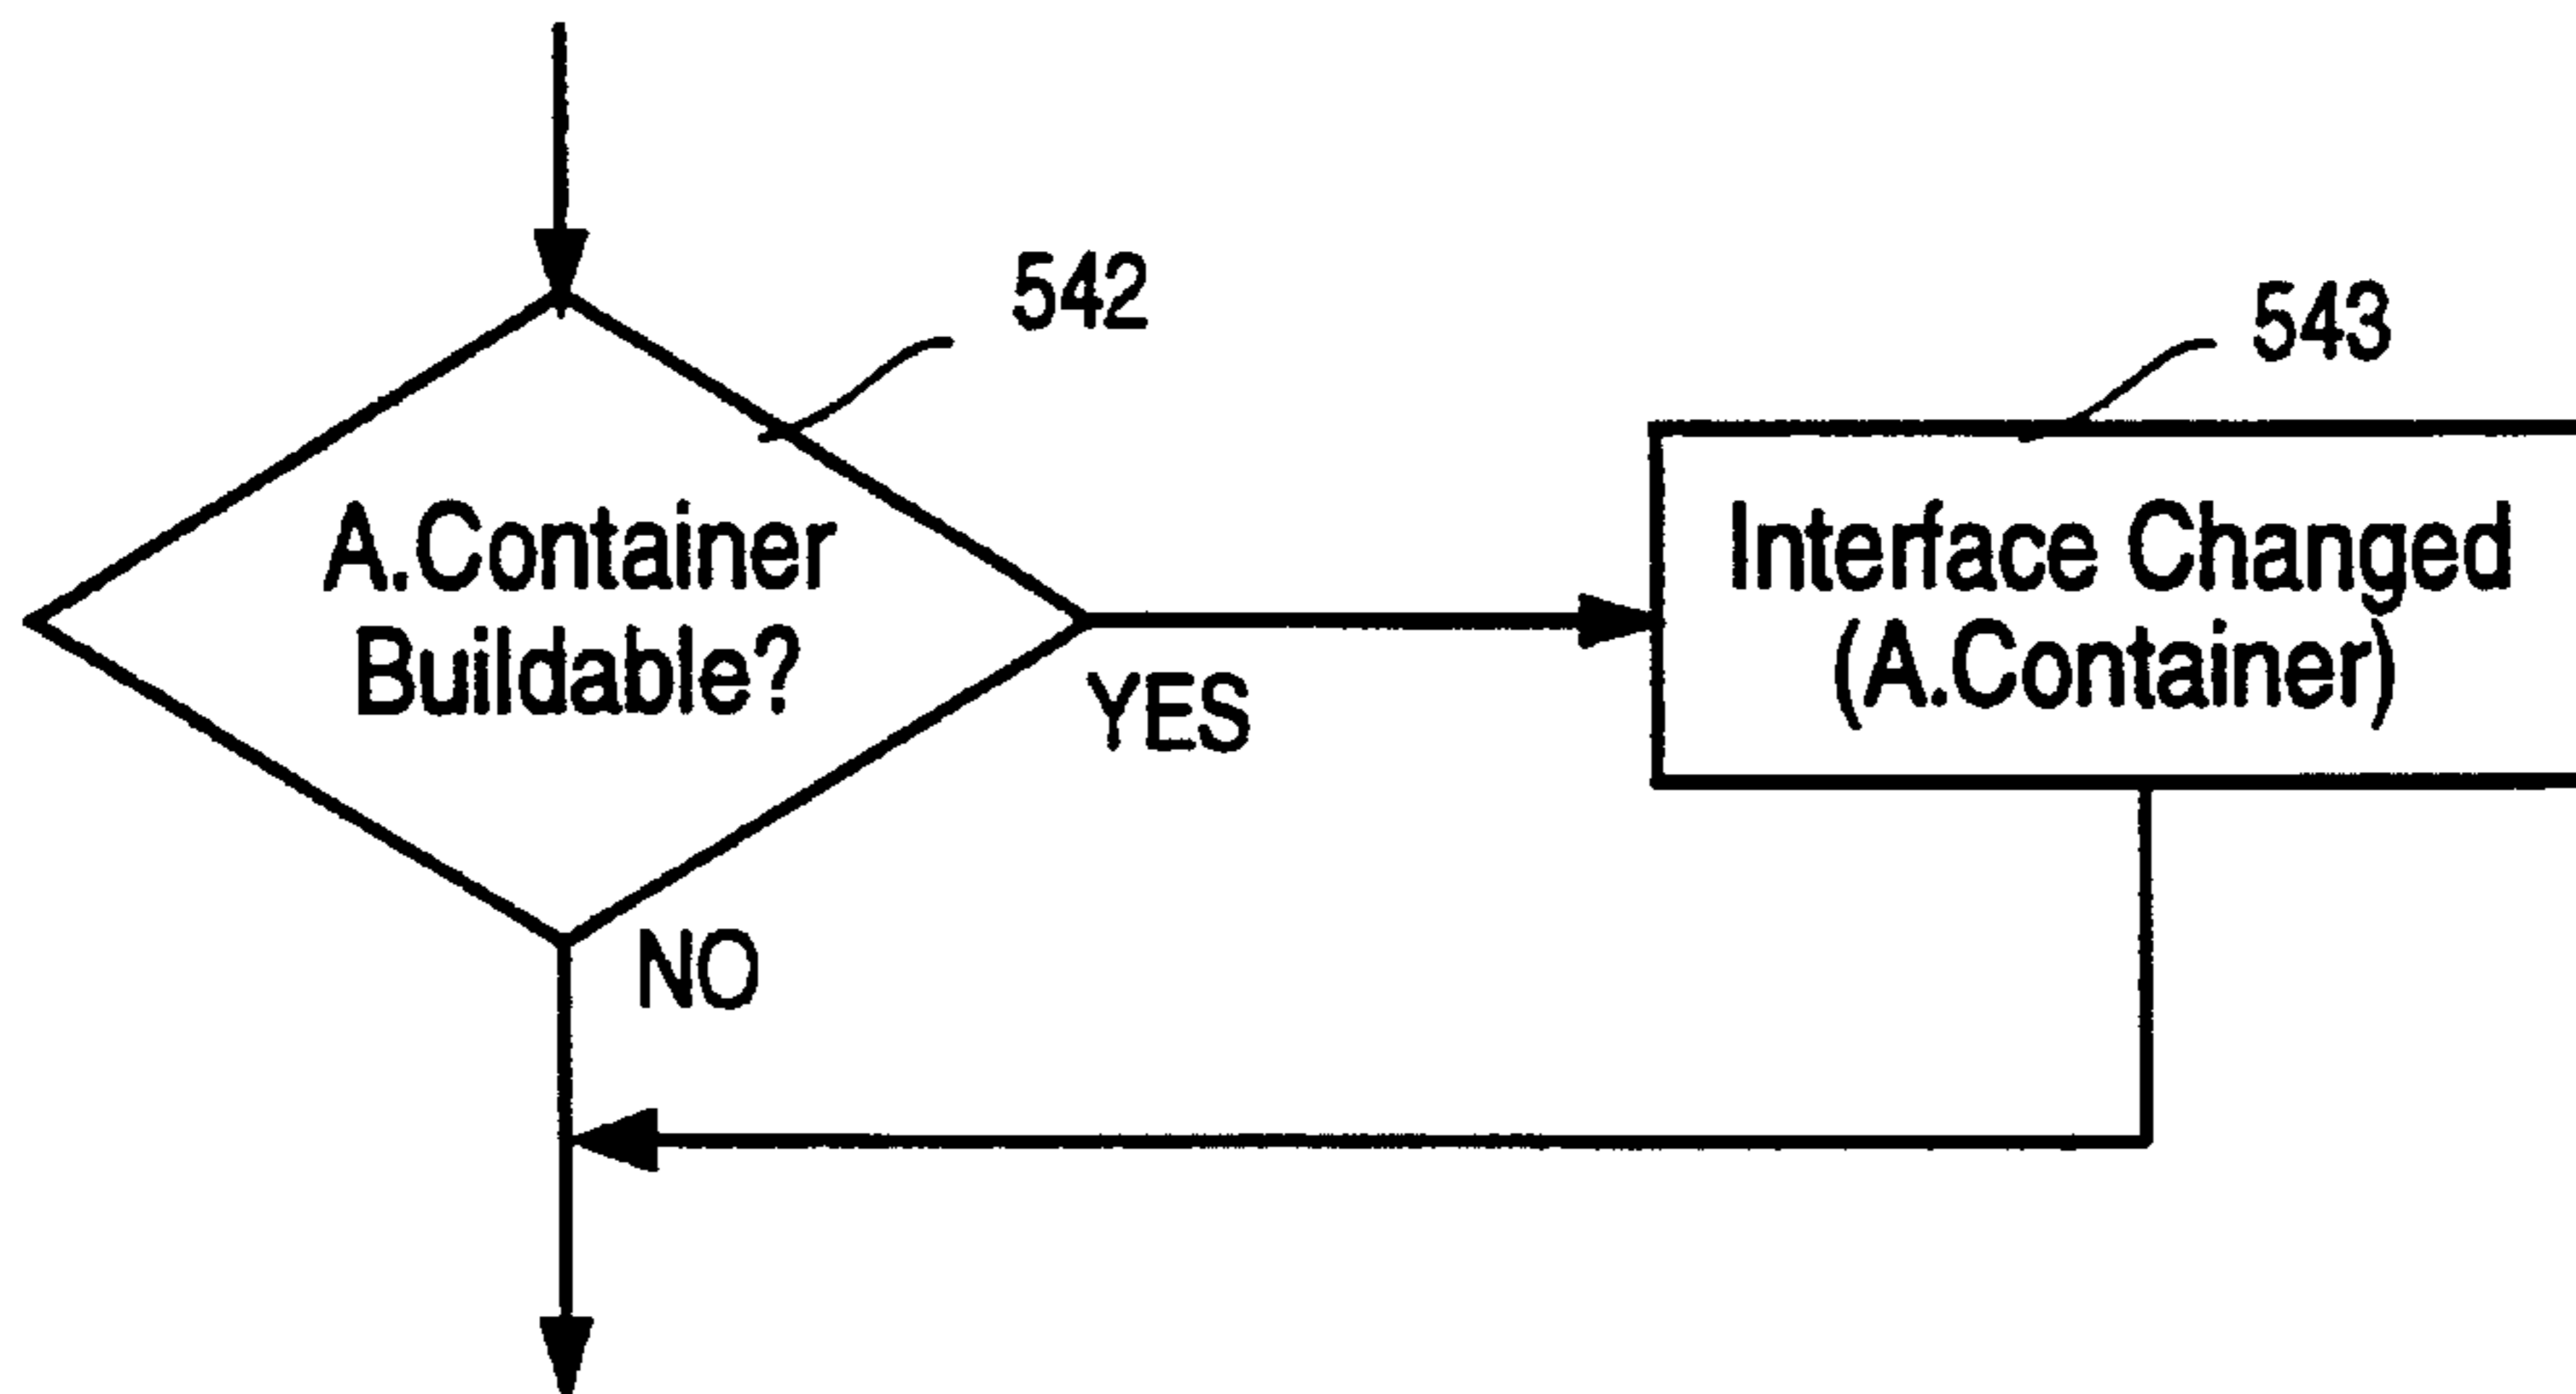 542
543
A.Container
Buildable?
Interface Changed
(A.Container)
YES
NO